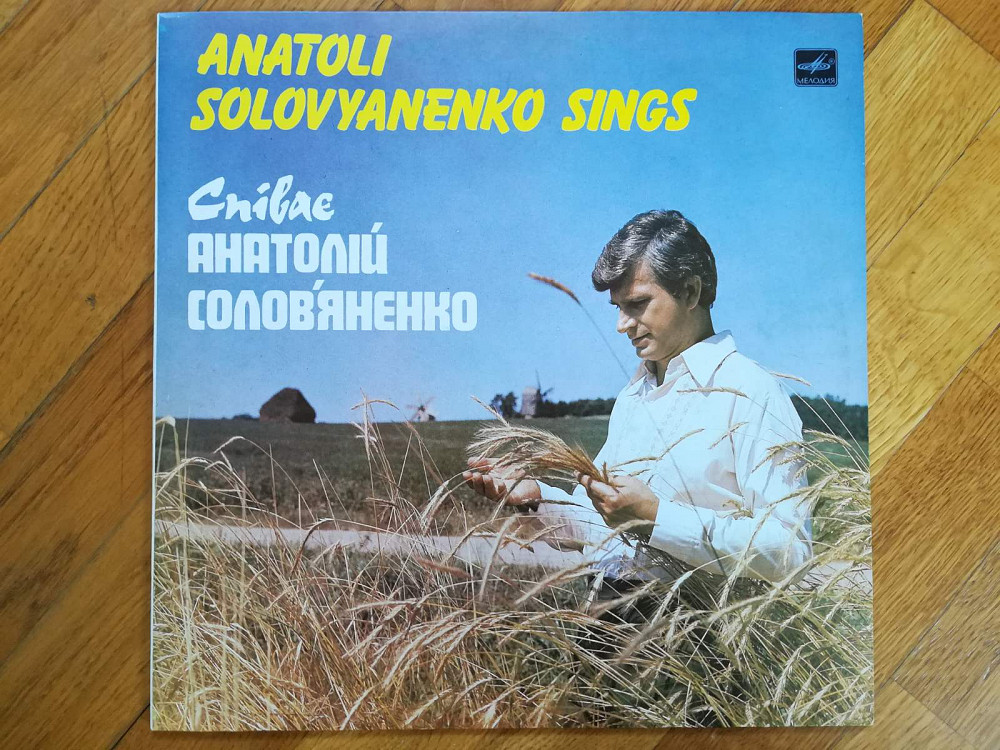 ANATOLI
SOLOVYANENKO SINGS
МЕЛОДИЯ
Співає
АНАТОЛІЙ
СОЛОВ'ЯНЕНКО